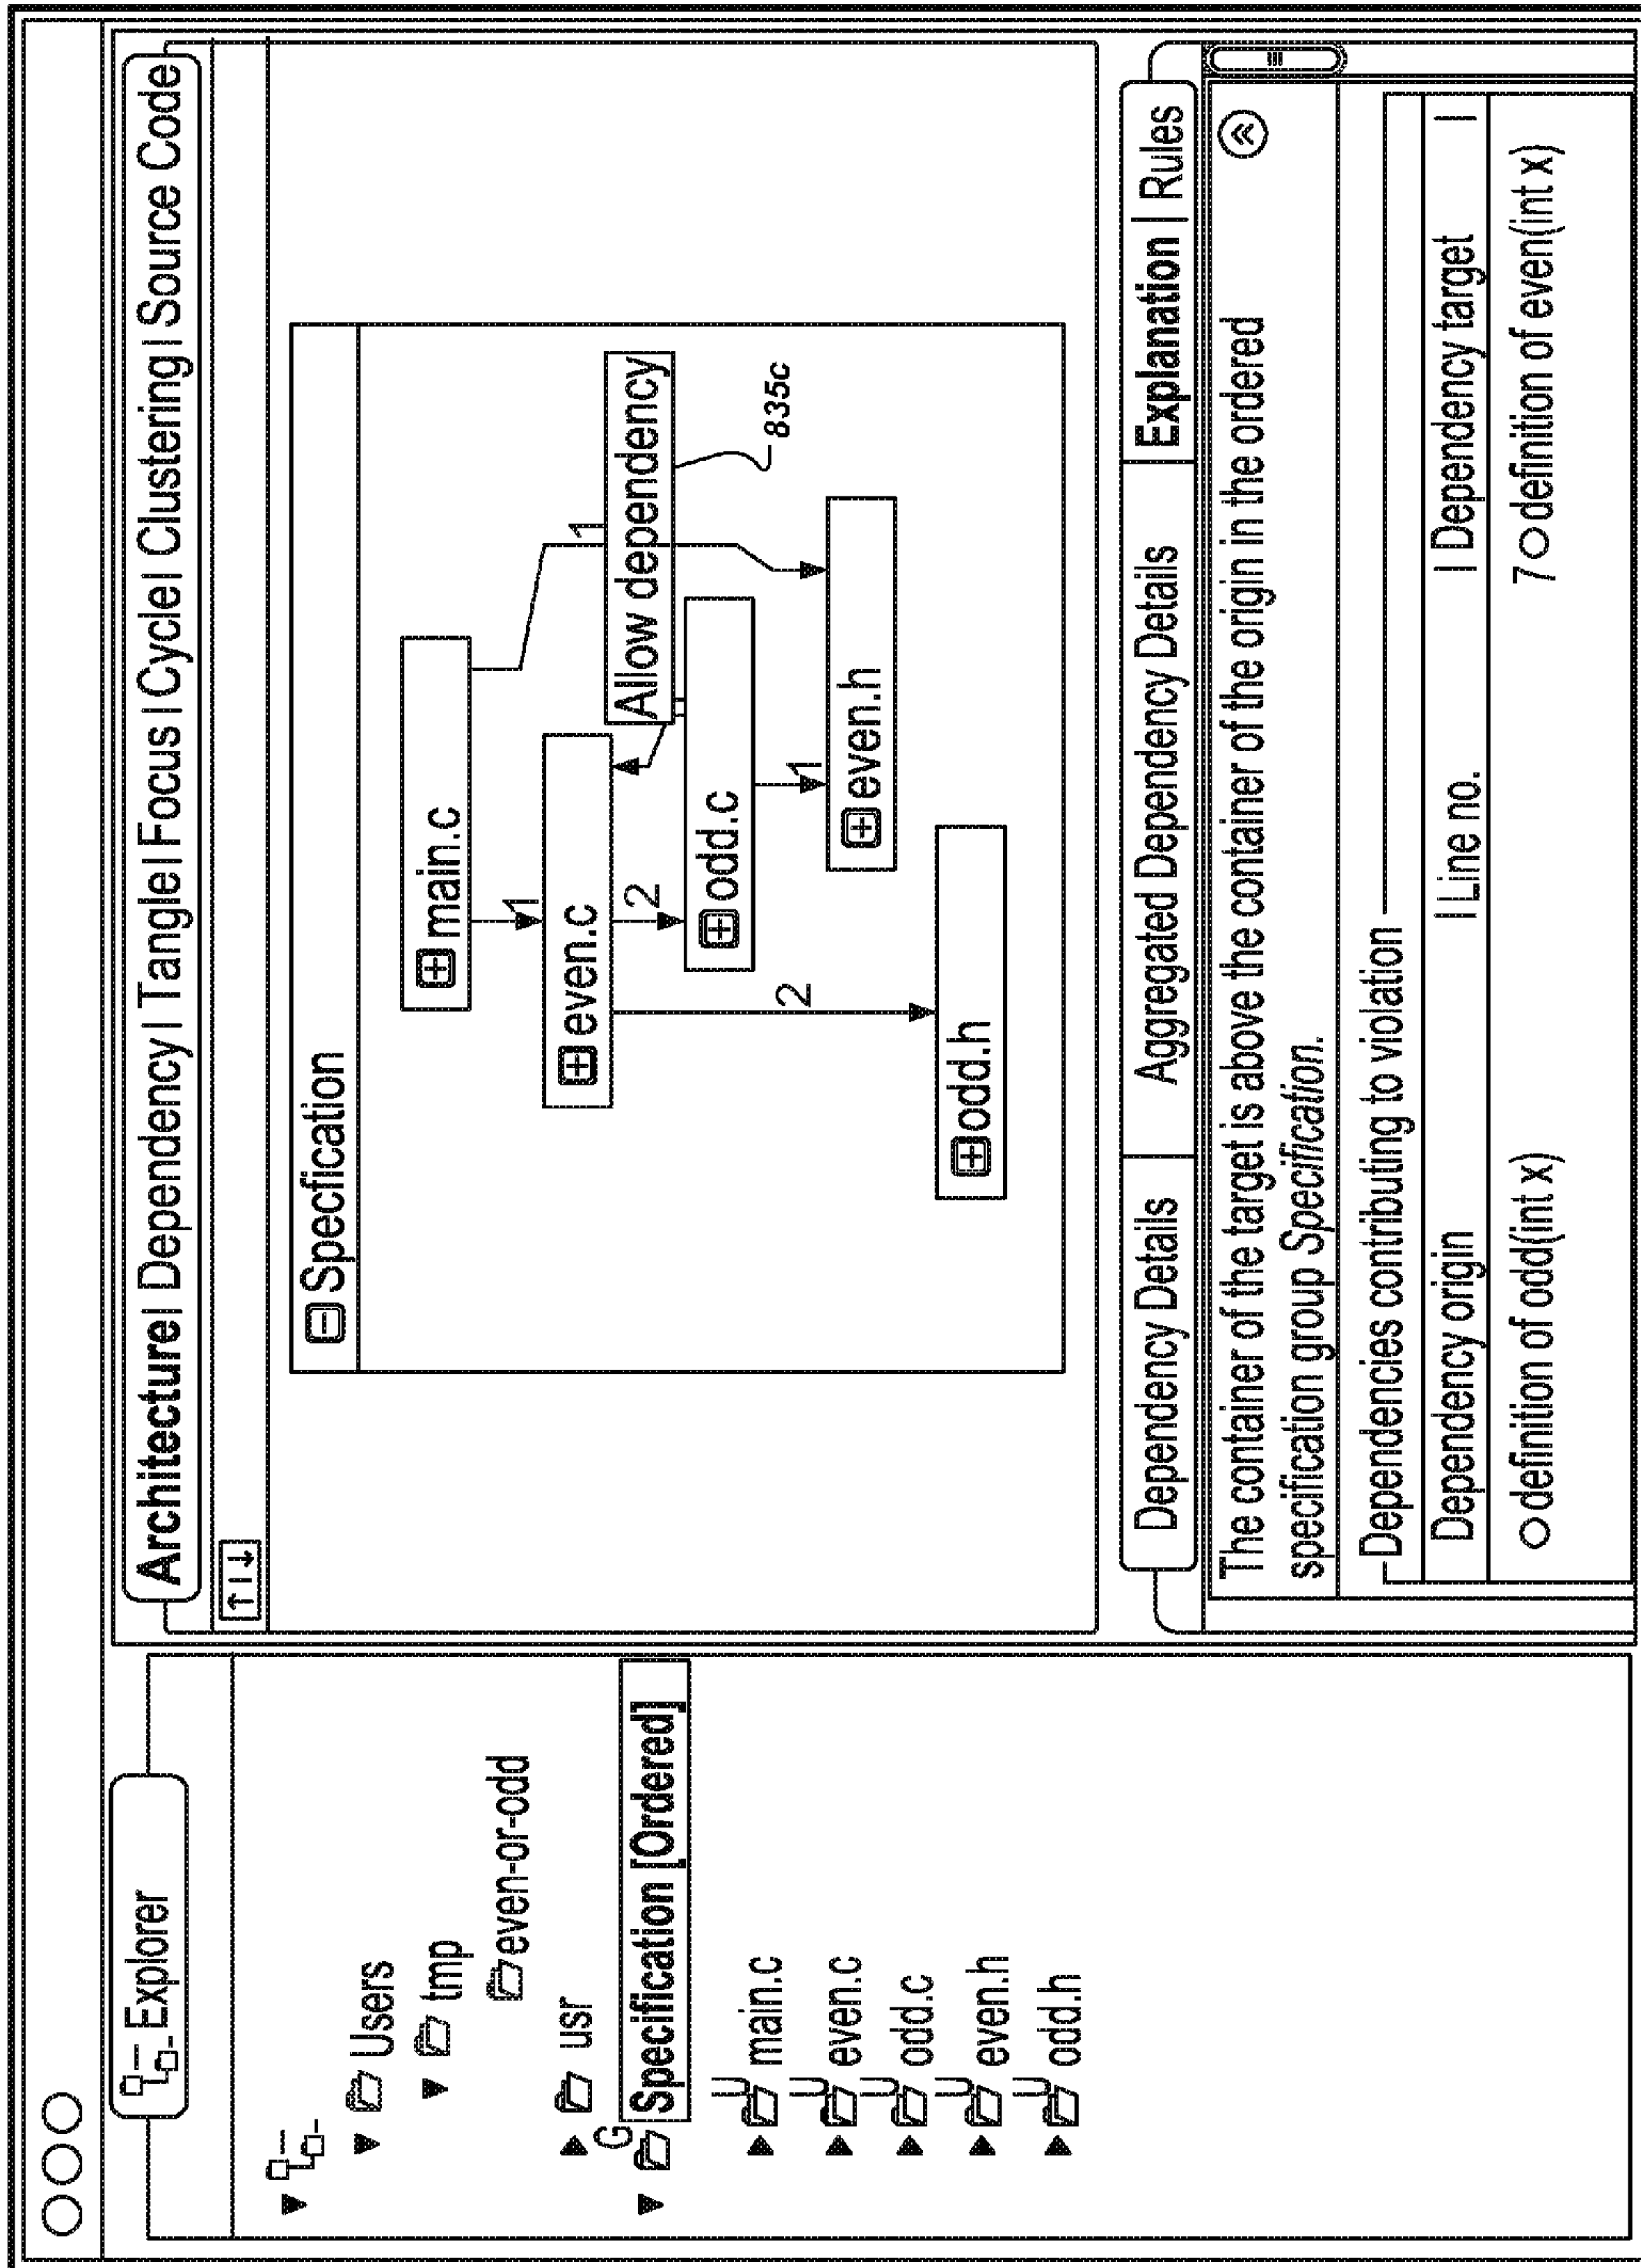 Explorer
Users
tmp
even-or-odd
usr
G
Specification [Ordered]
main.c
even.c
odd.c
even.h
odd.h
Architecture | Dependency | Tangle | Focus | Cycle | Clustering | Source Code
Specfication
main.c
1
1
even.c
Allow dependency
835c
2
odd.c
2
1
even.h
odd.h
Dependency Details Aggregated Dependency Details Explanation | Rules
The container of the target is above the container of the origin in the ordered
specification group Specification.
Dependencies contributing to violation
Dependency origin | Line no. | Dependency target |
definition of odd(int x) 7 definition of even(int x)